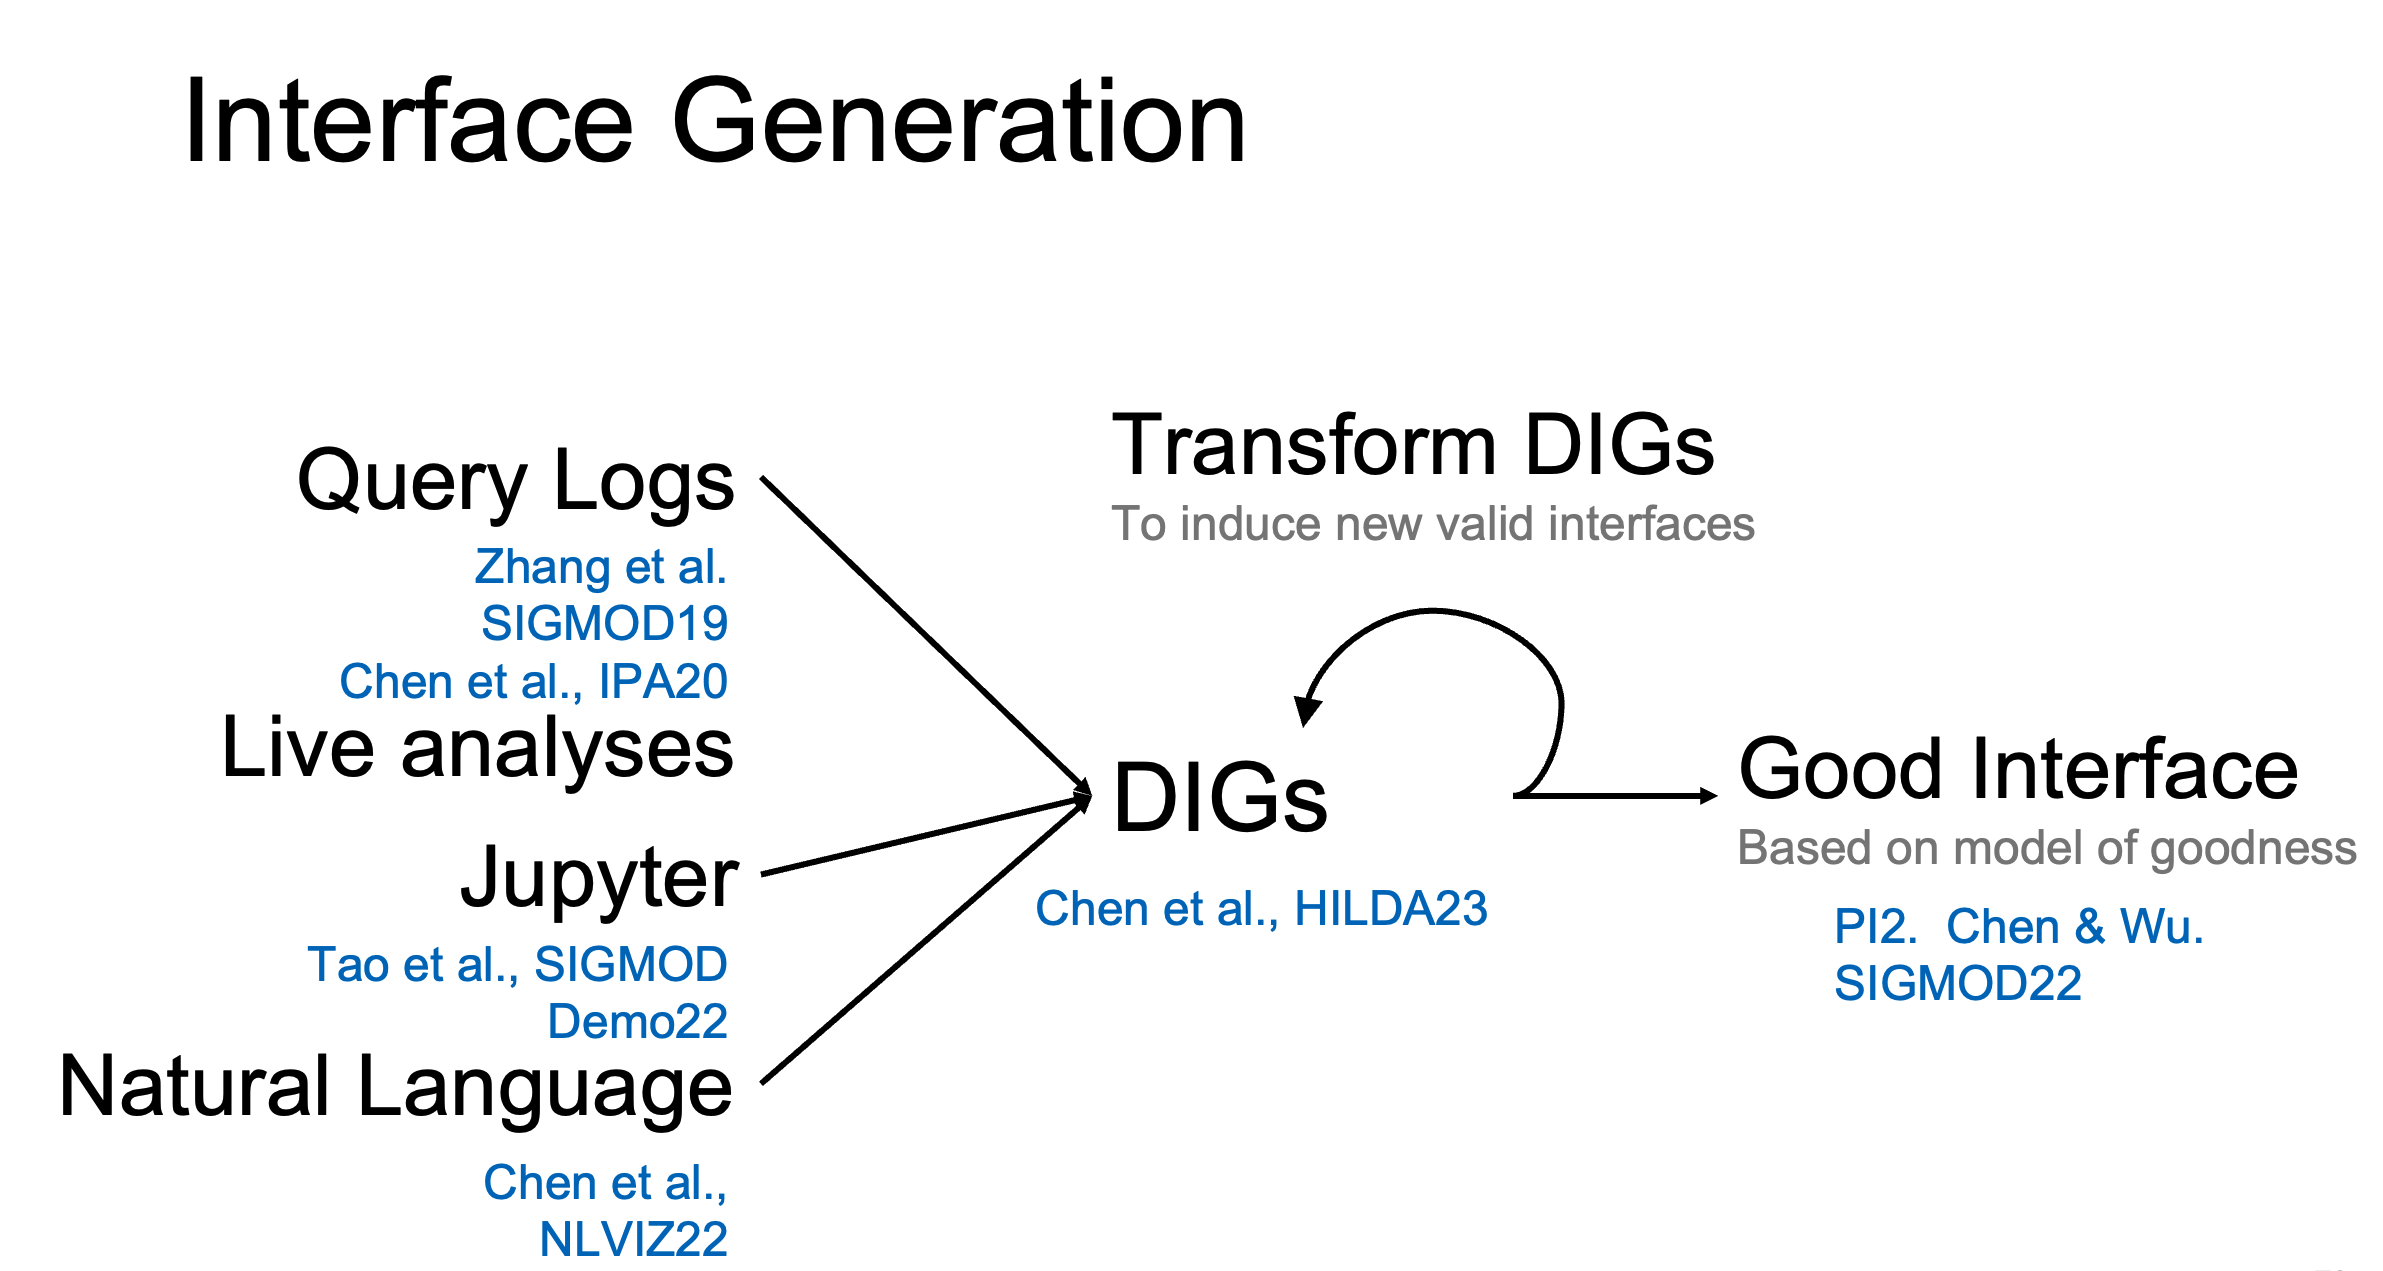 Interface Generation
Query Logs
Zhang et al.
SIGMOD19
Chen et al., IPA20
Live analyses
Jupyter
Tao et al., SIGMOD
Demo22
Natural Language
Chen et al.,
NLVIZ22
Transform DIGs
To induce new valid interfaces
DIGs
Chen et al., HILDA23
Good Interface
Based on model of goodness
PI2.  Chen & Wu.
SIGMOD22